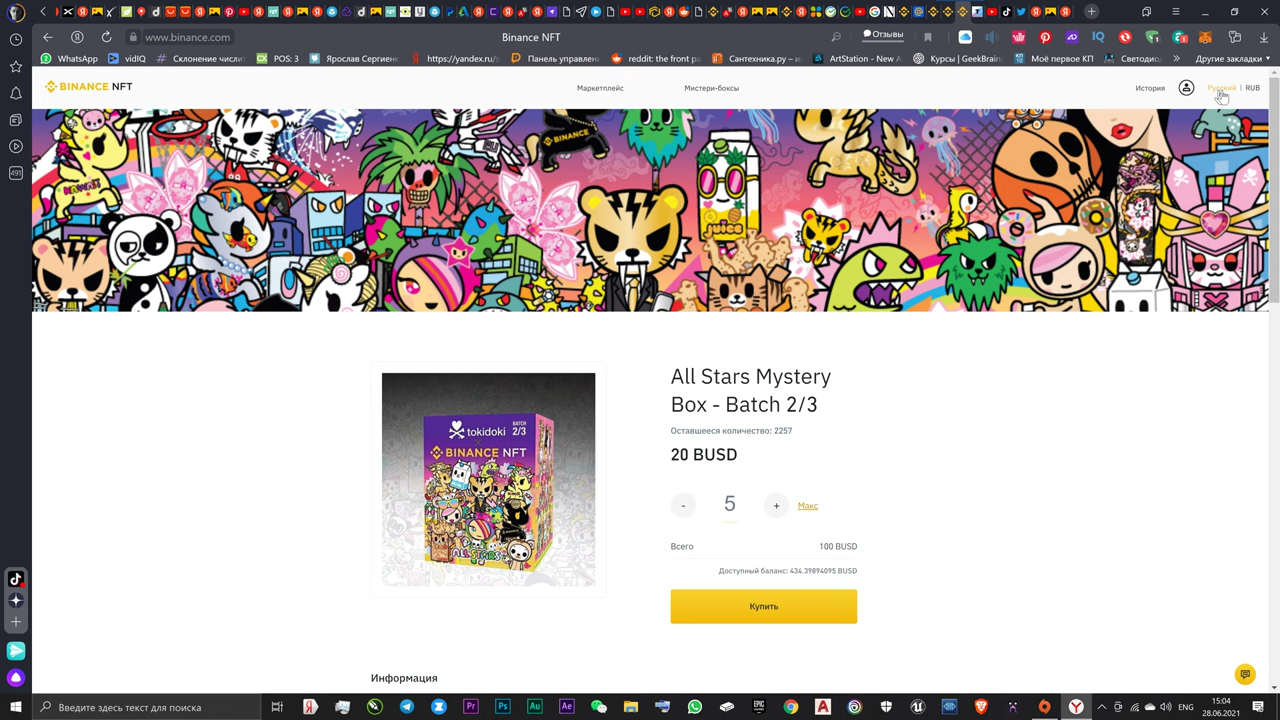 www.binance.com
Binance NFT
Отзывы
WhatsApp
vidIQ
Склонение числит
POS: 3
Ярослав Сергиен
https://yandex.ru/s
Панель управлен
reddit: the front pa
Сантехника.ру – и
ArtStation - New A
Курсы | GeekBrain
Моё первое КП
Светодио
Другие закладки
BINANCE NFT
Маркетплейс
Мистери-боксы
История
Русский | RUB
491
KAWAII
BINANCE
juice
All Stars Mystery
Box - Batch 2/3
Оставшееся количество: 2257
20 BUSD
- 5 + Макс
Всего 100 BUSD
Доступный баланс: 434.39894095 BUSD
Купить
tokidoki
BATCH
2/3
BINANCE NFT
ALL STARS
Информация
Введите здесь текст для поиска
15:04
28.06.2021